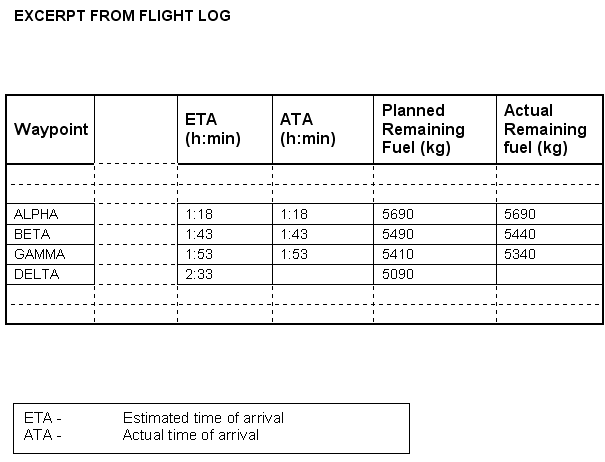 EXCERPT FROM FLIGHT LOG
Waypoint ETA (h:min) ATA (h:min) Planned Remaining Fuel (kg) Actual Remaining fuel (kg)
ALPHA 1:18 1:18 5690 5690
BETA 1:43 1:43 5490 5440
GAMMA 1:53 1:53 5410 5340
DELTA 2:33 5090
ETA - Estimated time of arrival
ATA - Actual time of arrival